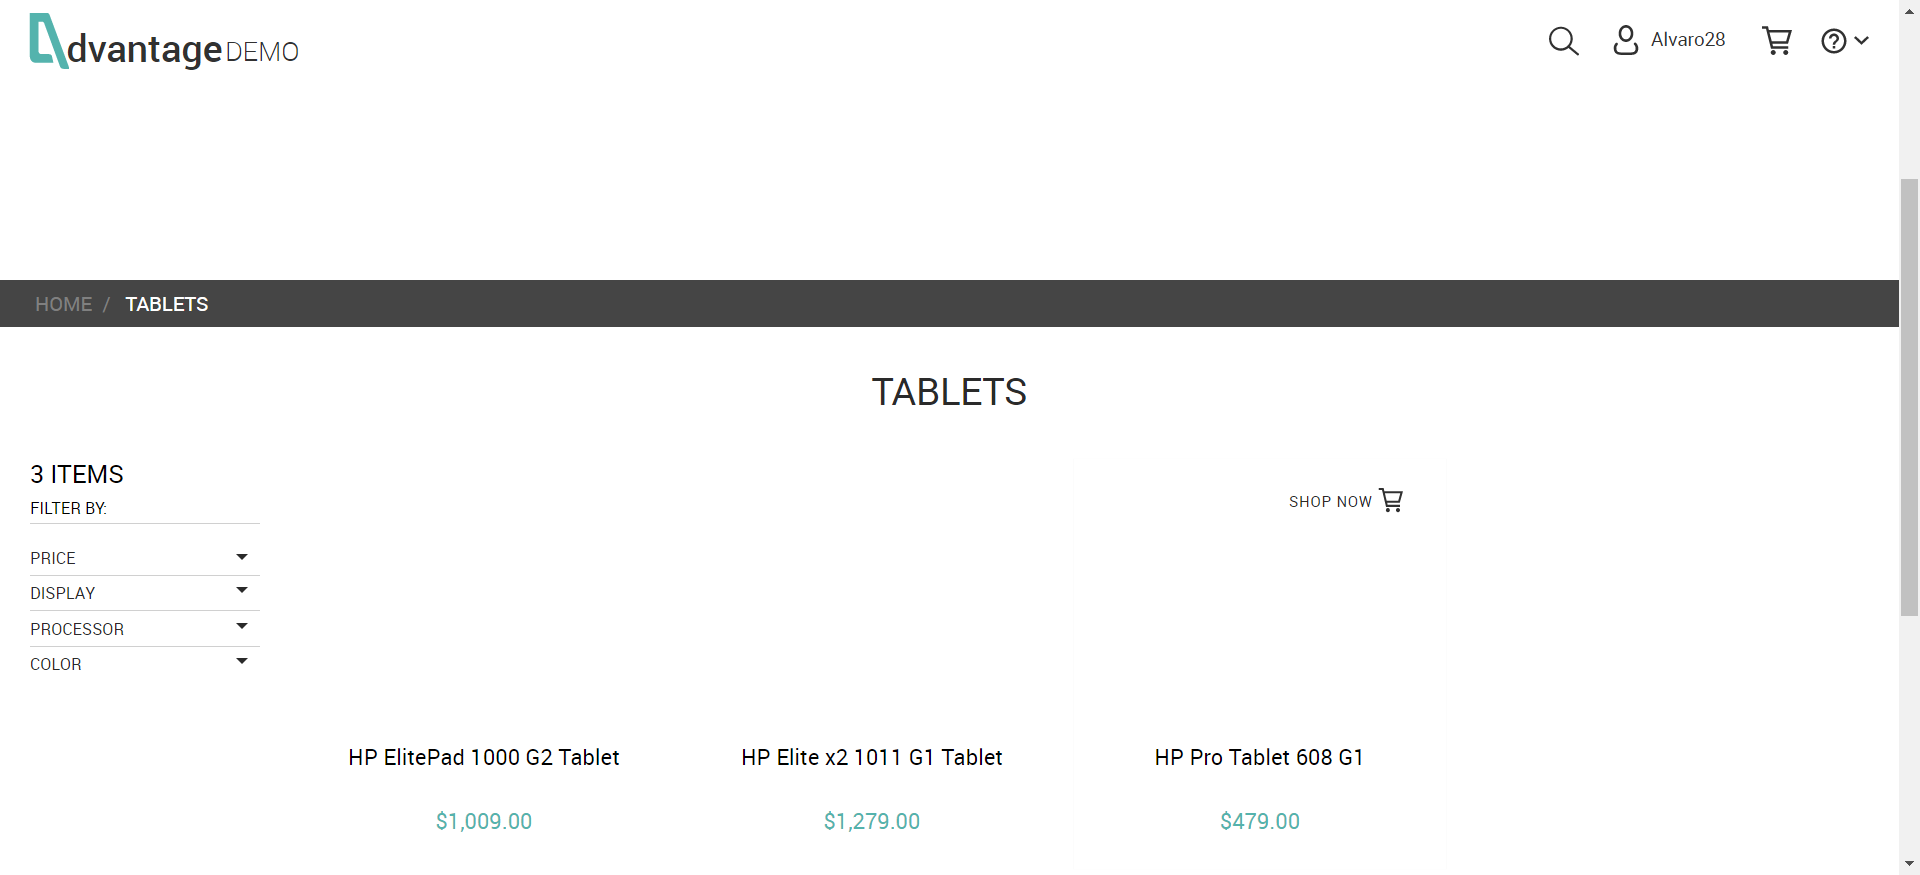 dvantage DEMO
Alvaro28
HOME / TABLETS
TABLETS
3 ITEMS
FILTER BY:
PRICE
DISPLAY
PROCESSOR
COLOR
SHOP NOW
HP ElitePad 1000 G2 Tablet
$1,009.00
HP Elite x2 1011 G1 Tablet
$1,279.00
HP Pro Tablet 608 G1
$479.00